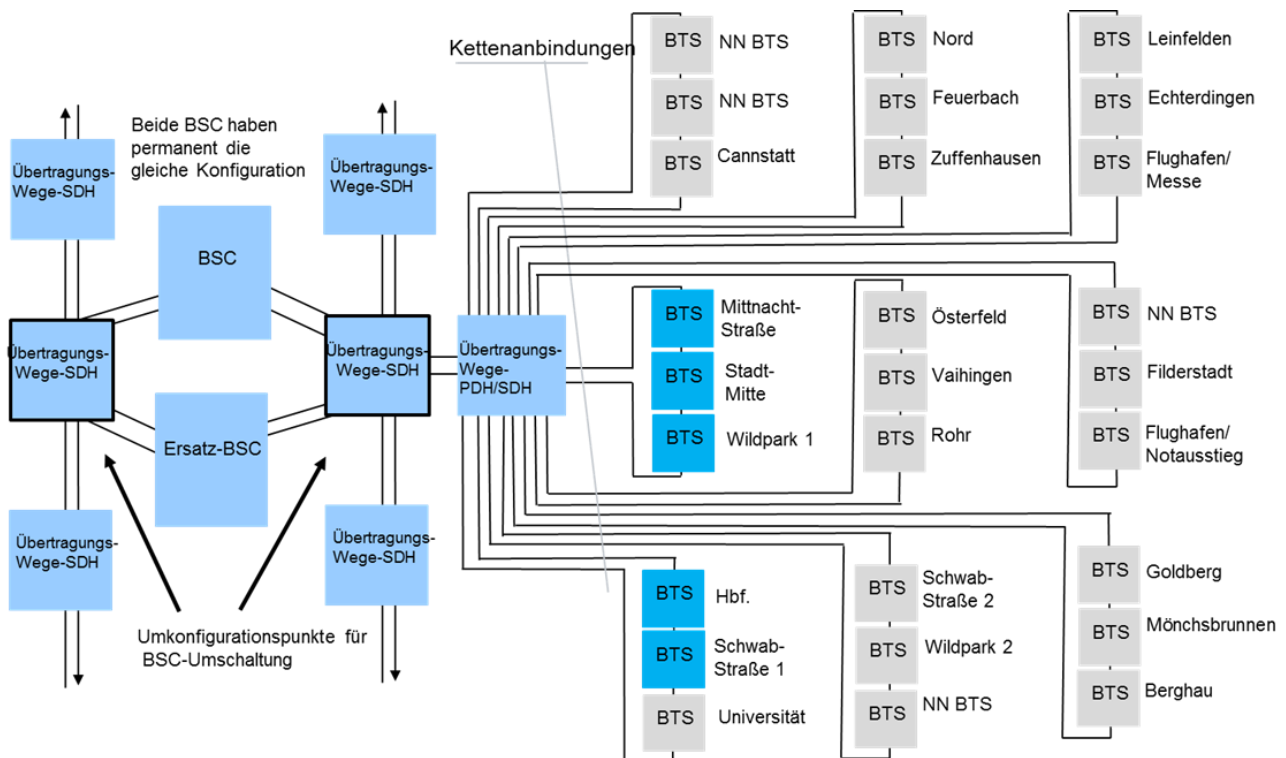 Kettenanbindungen
Beide BSC haben
permanent die
gleiche Konfiguration
Übertragungs-
Wege-SDH
Übertragungs-
Wege-SDH
BSC
Übertragungs-
Wege-SDH
Übertragungs-
Wege-SDH
Übertragungs-
Wege-
PDH/SDH
Ersatz-BSC
Übertragungs-
Wege-SDH
Übertragungs-
Wege-SDH
Umkonfigurationspunkte für
BSC-Umschaltung
BTS NN BTS
BTS NN BTS
BTS Cannstatt
BTS Nord
BTS Feuerbach
BTS Zuffenhausen
BTS Leinfelden
BTS Echterdingen
BTS Flughafen/
Messe
BTS Mittnacht-
Straße
BTS Stadt-
Mitte
BTS Wildpark 1
BTS Österfeld
BTS Vaihingen
BTS Rohr
BTS NN BTS
BTS Filderstadt
BTS Flughafen/
Notausstieg
BTS Hbf.
BTS Schwab-
Straße 1
BTS Universität
BTS Schwab-
Straße 2
BTS Wildpark 2
BTS NN BTS
BTS Goldberg
BTS Mönchsbrunnen
BTS Berghau